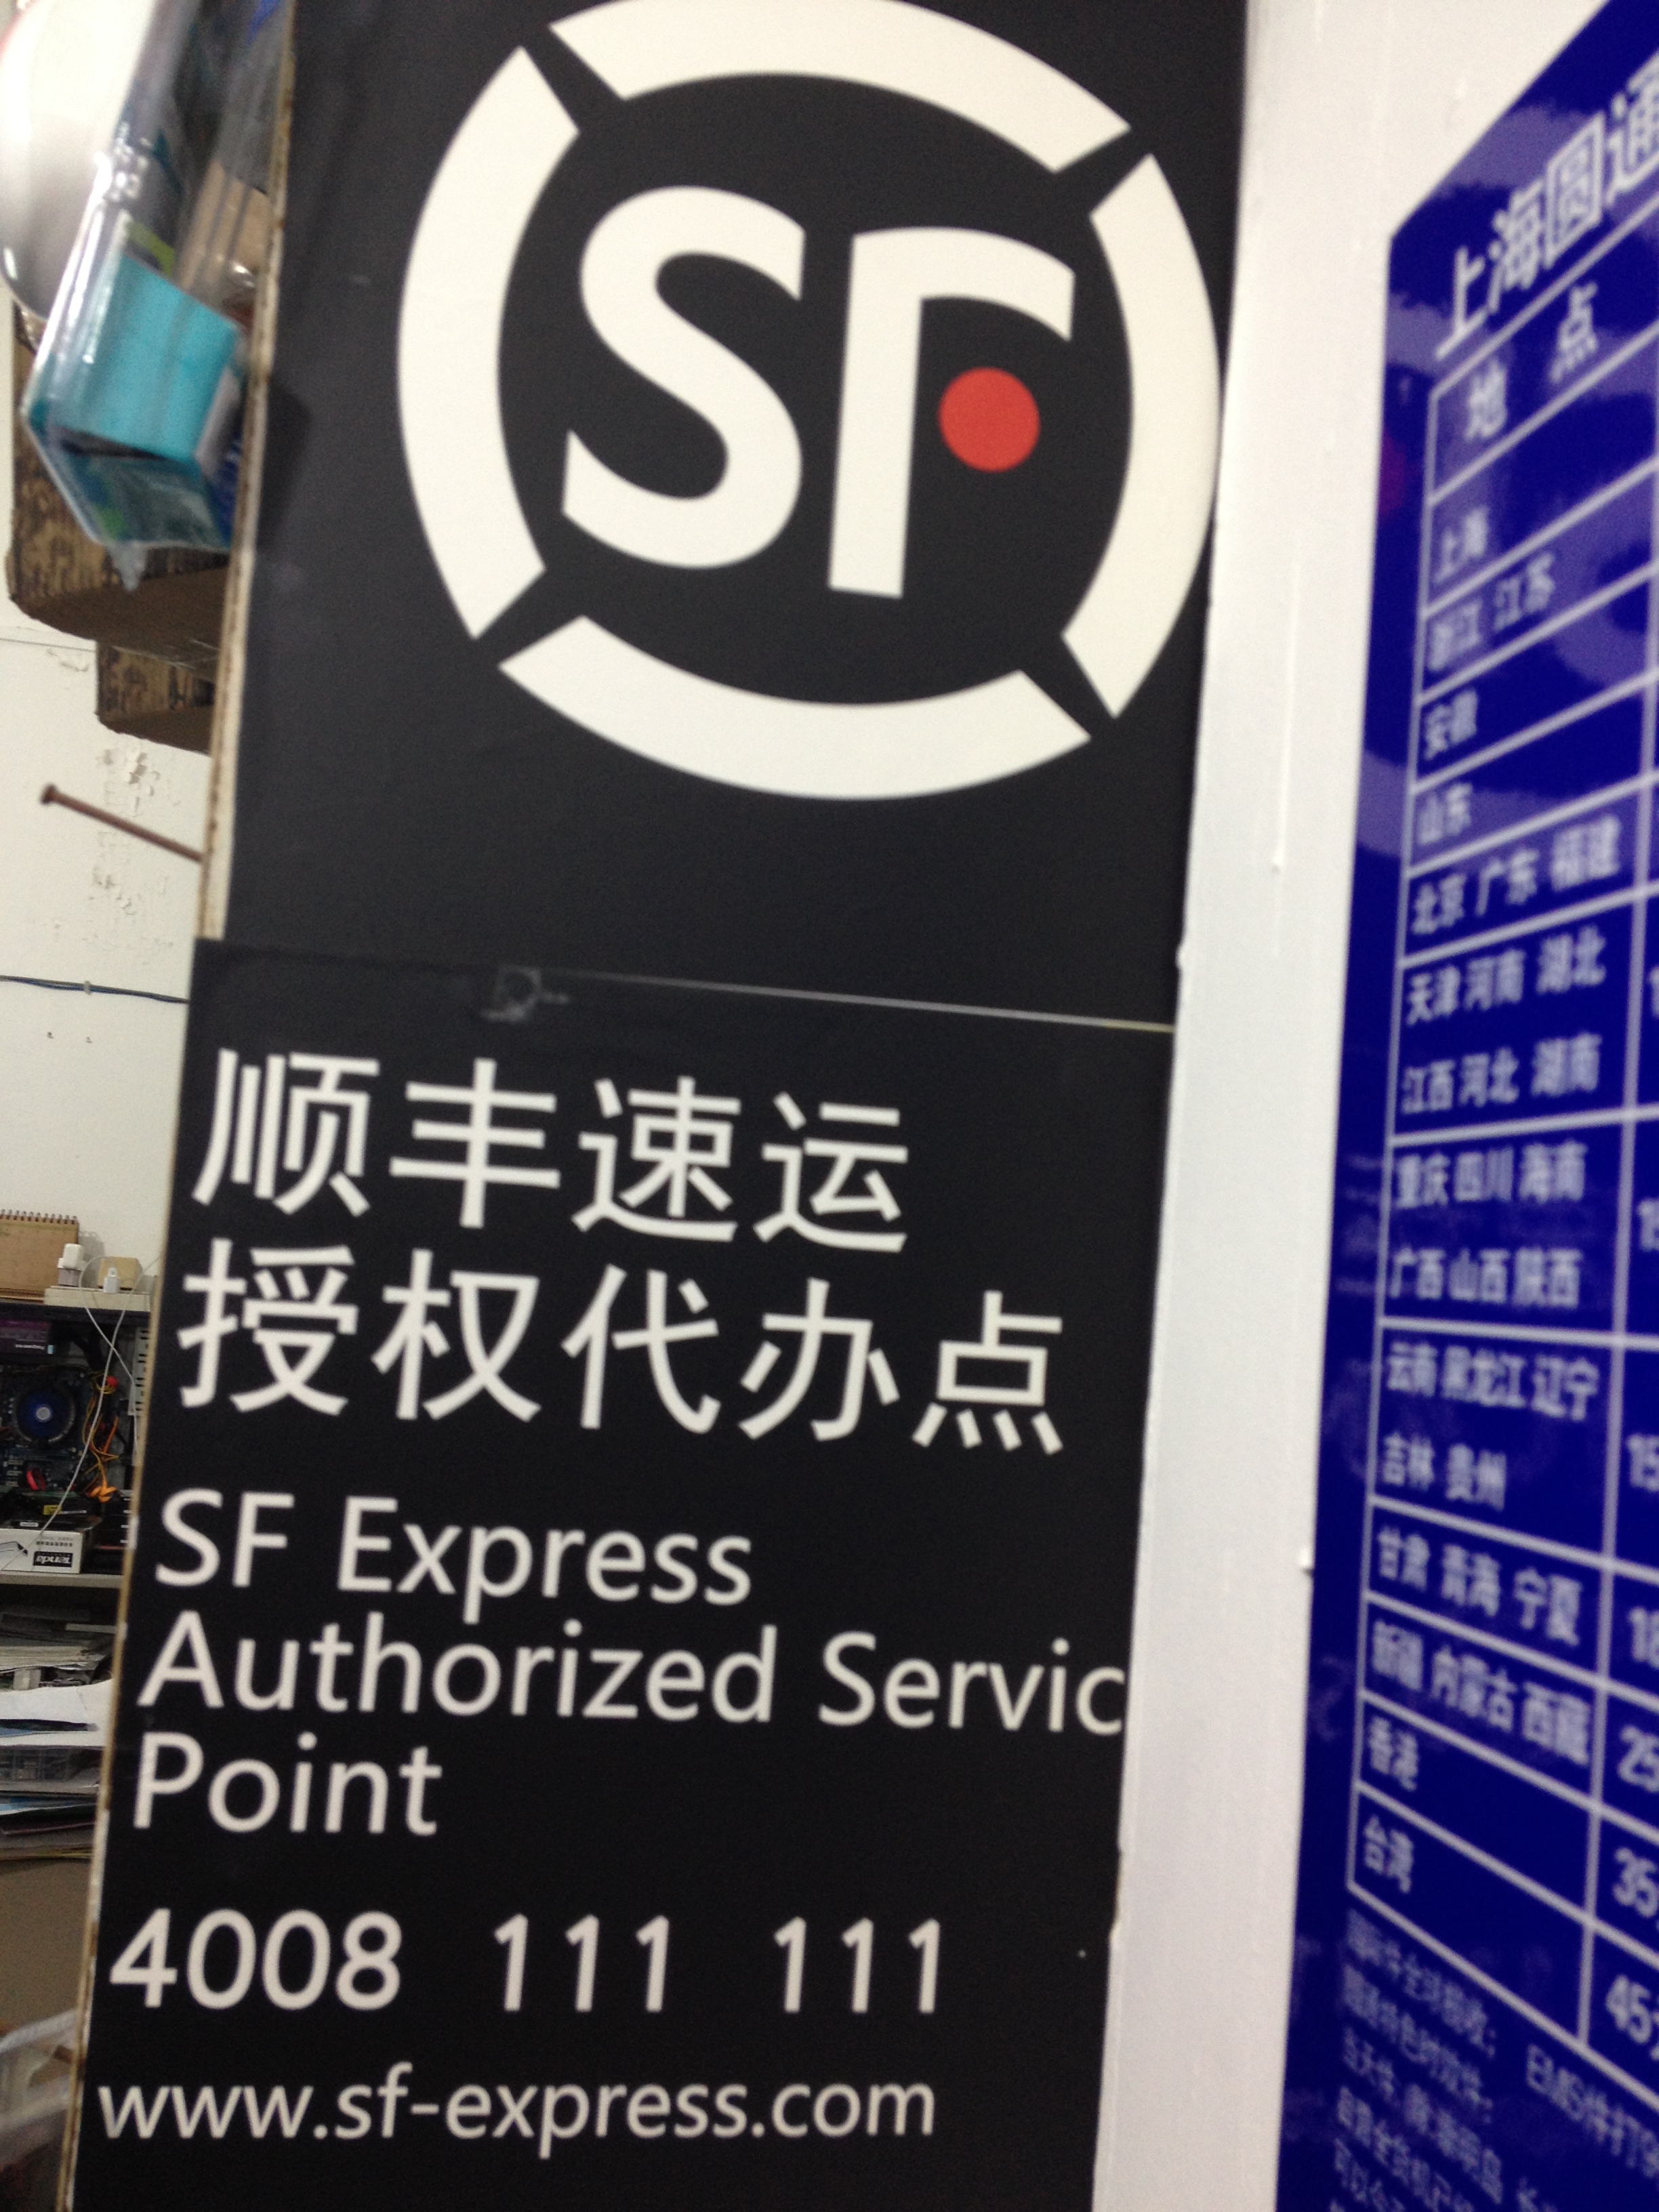 SF
顺丰速运
授权代办点
SF Express
Authorized Servic
Point
4008 111 111
www.sf-express.com
上海圆通
地 点
上海
浙江 江苏
安徽
山东
北京 广东 福建
天津 河南 湖北
江西 河北 湖南
重庆 四川 海南
广西 山西 陕西
云南 黑龙江 辽宁
吉林 贵州
15
甘肃 青海 宁夏
18
新疆 内蒙古 西藏
25
香港
35
台湾
45